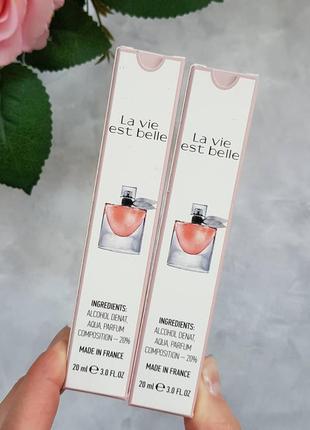 La vie
est belle
INGREDIENTS:
ALCOHOL DENAT,
AQUA, PARFUM
COMPOSITION – 20%
MADE IN FRANCE
20 ml ℮ 3.0 FL.OZ
La vie
est belle
INGREDIENTS:
ALCOHOL DENAT,
AQUA, PARFUM
COMPOSITION – 20%
MADE IN FRANCE
20 ml ℮ 3.0 FL.OZ